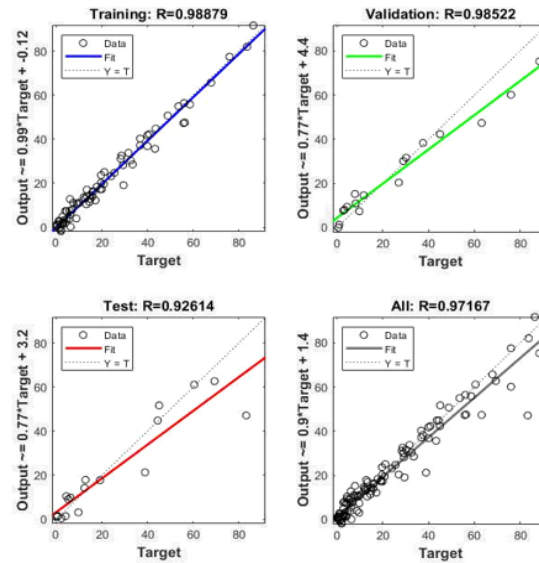 Training: R=0.98879
Output ~= 0.99*Target + -0.12
80
60
40
20
0
Data
Fit
Y = T
0 20 40 60 80
Target
Validation: R=0.98522
Output ~= 0.77*Target + 4.4
80
60
40
20
0
Data
Fit
Y = T
0 20 40 60 80
Target
Test: R=0.92614
Output ~= 0.77*Target + 3.2
80
60
40
20
0
Data
Fit
Y = T
0 20 40 60 80
Target
All: R=0.97167
Output ~= 0.9*Target + 1.4
80
60
40
20
0
Data
Fit
Y = T
0 20 40 60 80
Target